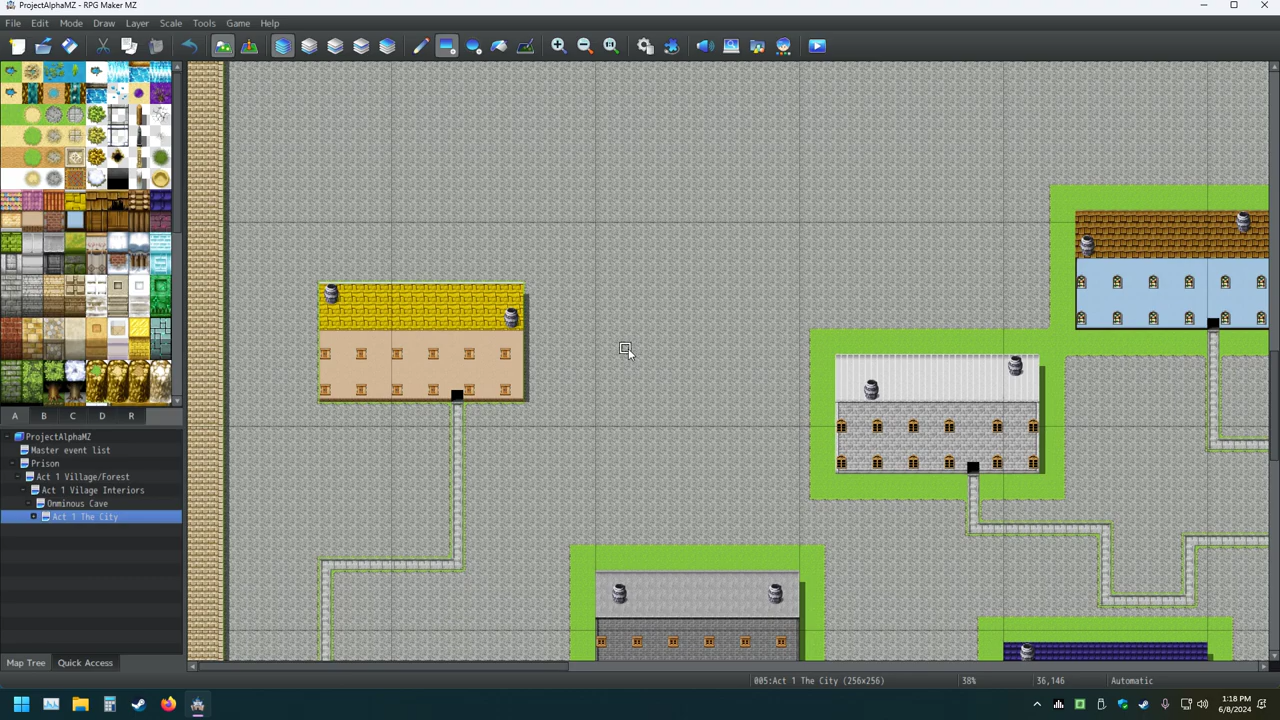 ProjectAlphaMZ - RPG Maker MZ
File Edit Mode Draw Layer Scale Tools Game Help
A B C D R
ProjectAlphaMZ
Master event list
Prison
Act 1 Village/Forest
Act 1 Vilage Interiors
Onminous Cave
Act 1 The City
Map Tree Quick Access
005:Act 1 The City (256x256) 38% 36,146 Automatic
1:18 PM
6/8/2024